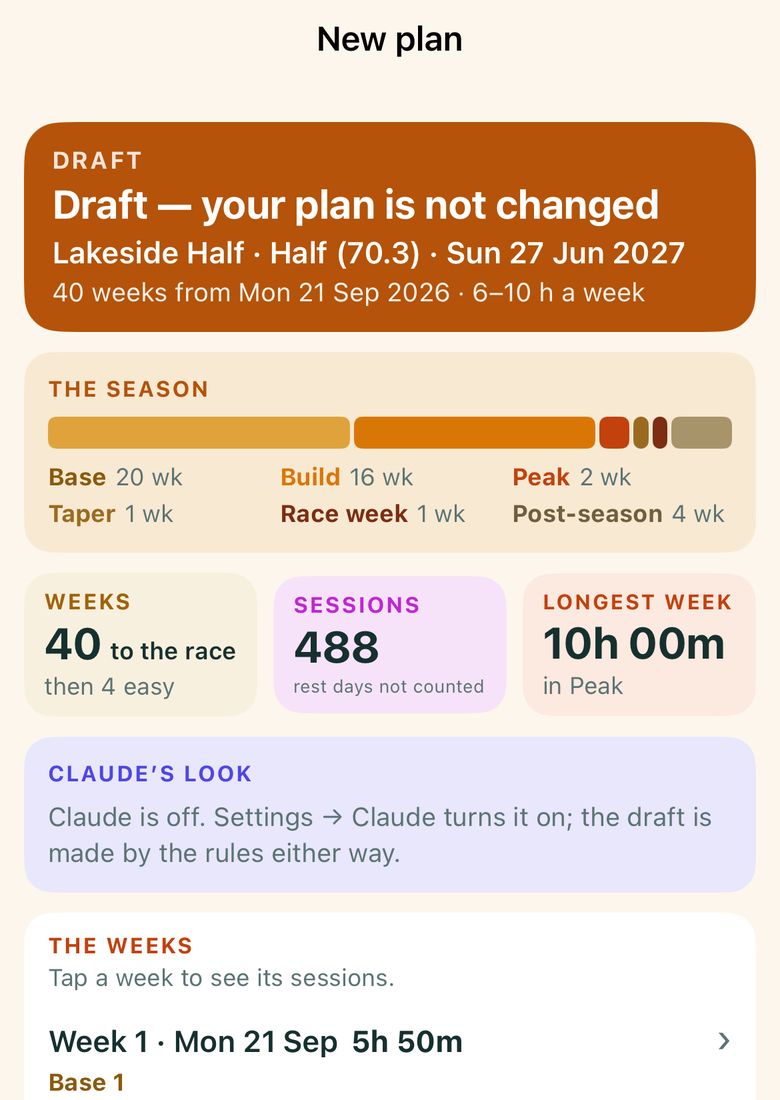 New plan
DRAFT
Draft — your plan is not changed
Lakeside Half · Half (70.3) · Sun 27 Jun 2027
40 weeks from Mon 21 Sep 2026 · 6–10 h a week
THE SEASON
Base 20 wk
Build 16 wk
Peak 2 wk
Taper 1 wk
Race week 1 wk
Post-season 4 wk
WEEKS
40 to the race
then 4 easy
SESSIONS
488
rest days not counted
LONGEST WEEK
10h 00m
in Peak
CLAUDE’S LOOK
Claude is off. Settings → Claude turns it on; the draft is
made by the rules either way.
THE WEEKS
Tap a week to see its sessions.
Week 1 · Mon 21 Sep 5h 50m
Base 1